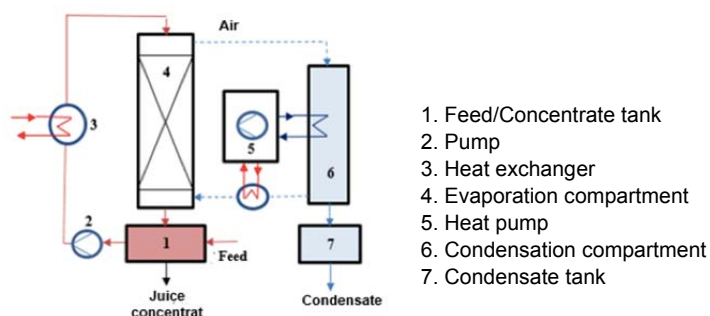 Air
4
3
5
6
2
1
7
Feed
Juice
concentrat
Condensate
1. Feed/Concentrate tank
2. Pump
3. Heat exchanger
4. Evaporation compartment
5. Heat pump
6. Condensation compartment
7. Condensate tank